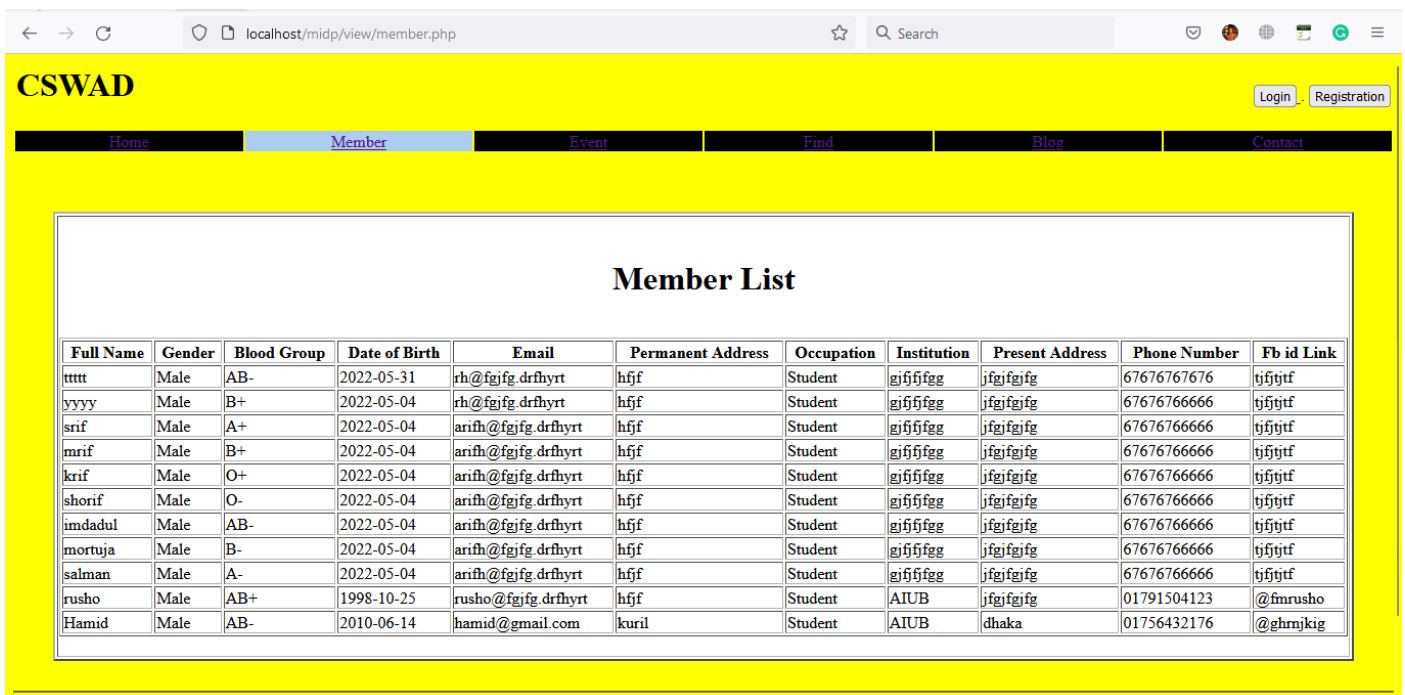 localhost/midp/view/member.php Search
CSWAD
Login . Registration
Home Member Event Find Blog Contact
Member List
Full Name Gender Blood Group Date of Birth Email Permanent Address Occupation Institution Present Address Phone Number Fb id Link
ttttt Male AB- 2022-05-31 rh@fgjfg.drfhyrt hfjf Student gjfjfjfgg jfgjfgjfg 67676767676 tjfjtjtf
yyyy Male B+ 2022-05-04 rh@fgjfg.drfhyrt hfjf Student gjfjfjfgg jfgjfgjfg 67676766666 tjfjtjtf
srif Male A+ 2022-05-04 arifh@fgjfg.drfhyrt hfjf Student gjfjfjfgg jfgjfgjfg 67676766666 tjfjtjtf
mrif Male B+ 2022-05-04 arifh@fgjfg.drfhyrt hfjf Student gjfjfjfgg jfgjfgjfg 67676766666 tjfjtjtf
krif Male O+ 2022-05-04 arifh@fgjfg.drfhyrt hfjf Student gjfjfjfgg jfgjfgjfg 67676766666 tjfjtjtf
shorif Male O- 2022-05-04 arifh@fgjfg.drfhyrt hfjf Student gjfjfjfgg jfgjfgjfg 67676766666 tjfjtjtf
imdadul Male AB- 2022-05-04 arifh@fgjfg.drfhyrt hfjf Student gjfjfjfgg jfgjfgjfg 67676766666 tjfjtjtf
mortuja Male B- 2022-05-04 arifh@fgjfg.drfhyrt hfjf Student gjfjfjfgg jfgjfgjfg 67676766666 tjfjtjtf
salman Male A- 2022-05-04 arifh@fgjfg.drfhyrt hfjf Student gjfjfjfgg jfgjfgjfg 67676766666 tjfjtjtf
rusho Male AB+ 1998-10-25 rusho@fgjfg.drfhyrt hfjf Student AIUB jfgjfgjfg 01791504123 @fmrusho
Hamid Male AB- 2010-06-14 hamid@gmail.com kuril Student AIUB dhaka 01756432176 @ghrnjkig